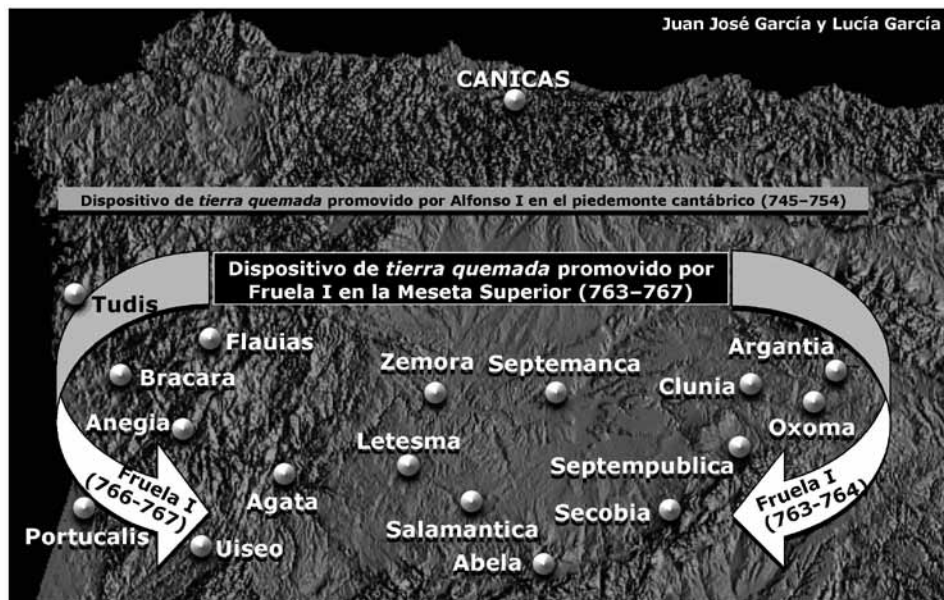 Juan José García y Lucía García
CANICAS
Dispositivo de tierra quemada promovido por Alfonso I en el piedemonte cantábrico (745–754)
Dispositivo de tierra quemada promovido por
Fruela I en la Meseta Superior (763–767)
Tudis
Flauias
Argantia
Zemora
Septemanca
Bracara
Clunia
Anegia
Oxoma
Letesma
Septempublica
Fruela I
(766-767)
Agata
Fruela I
(763-764)
Portucalis
Salamantica
Secobia
Uiseo
Abela